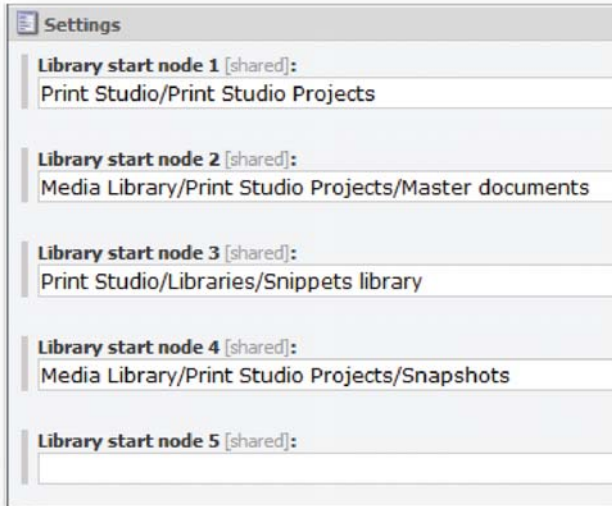 Settings
Library start node 1 [shared]:
Print Studio/Print Studio Projects
Library start node 2 [shared]:
Media Library/Print Studio Projects/Master documents
Library start node 3 [shared]:
Print Studio/Libraries/Snippets library
Library start node 4 [shared]:
Media Library/Print Studio Projects/Snapshots
Library start node 5 [shared]: